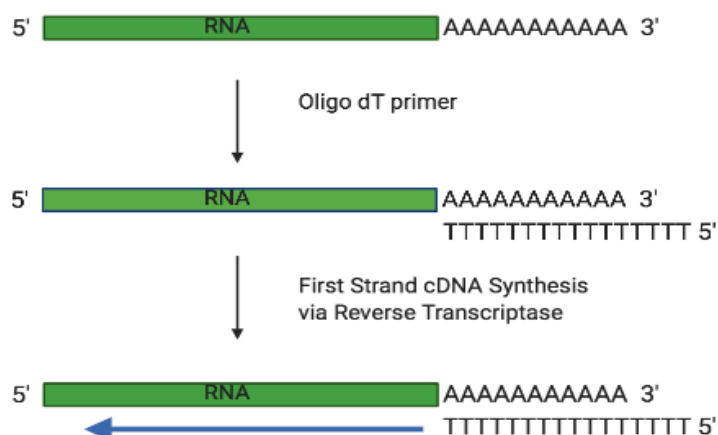 5' RNA AAAAAAAAAAA 3'
Oligo dT primer
5' RNA AAAAAAAAAAA 3'
TTTTTTTTTTTTTTTT 5'
First Strand cDNA Synthesis
via Reverse Transcriptase
5' RNA AAAAAAAAAAA 3'
TTTTTTTTTTTTTTTT 5'